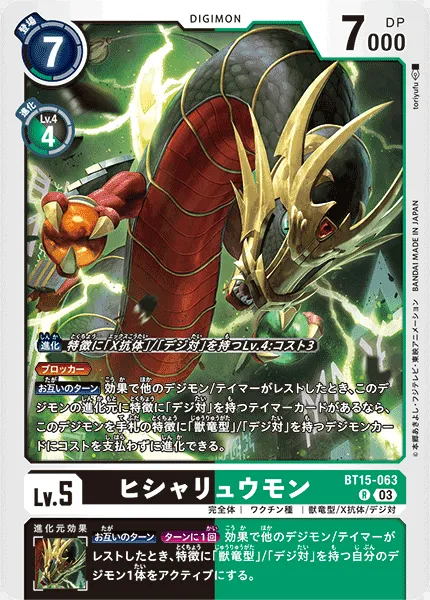 DIGIMON
登場
7
DP
7000
進化
Lv.4
4
toriyufu
BANDAI MADE IN JAPAN
©本郷あきよし・フジテレビ・東映アニメーション
進化 特徴に「X抗体」/「デジ対」を持つLv.4:コスト3
ブロッカー
お互いのターン 効果で他のデジモン/テイマーがレストしたとき、このデ
ジモンの進化元に特徴に「デジ対」を持つテイマーカードがあるなら、
このデジモンを手札の特徴に「獣竜型」/「デジ対」を持つデジモンカー
ドにコストを支払わずに進化できる。
Lv.5
ヒシャリュウモン
BT15-063
R 03
完全体 | ワクチン種 | 獣竜型/X抗体/デジ対
進化元効果
お互いのターン ターンに1回 効果で他のデジモン/テイマーが
レストしたとき、特徴に「獣竜型」/「デジ対」を持つ自分のデ
ジモン1体をアクティブにする。